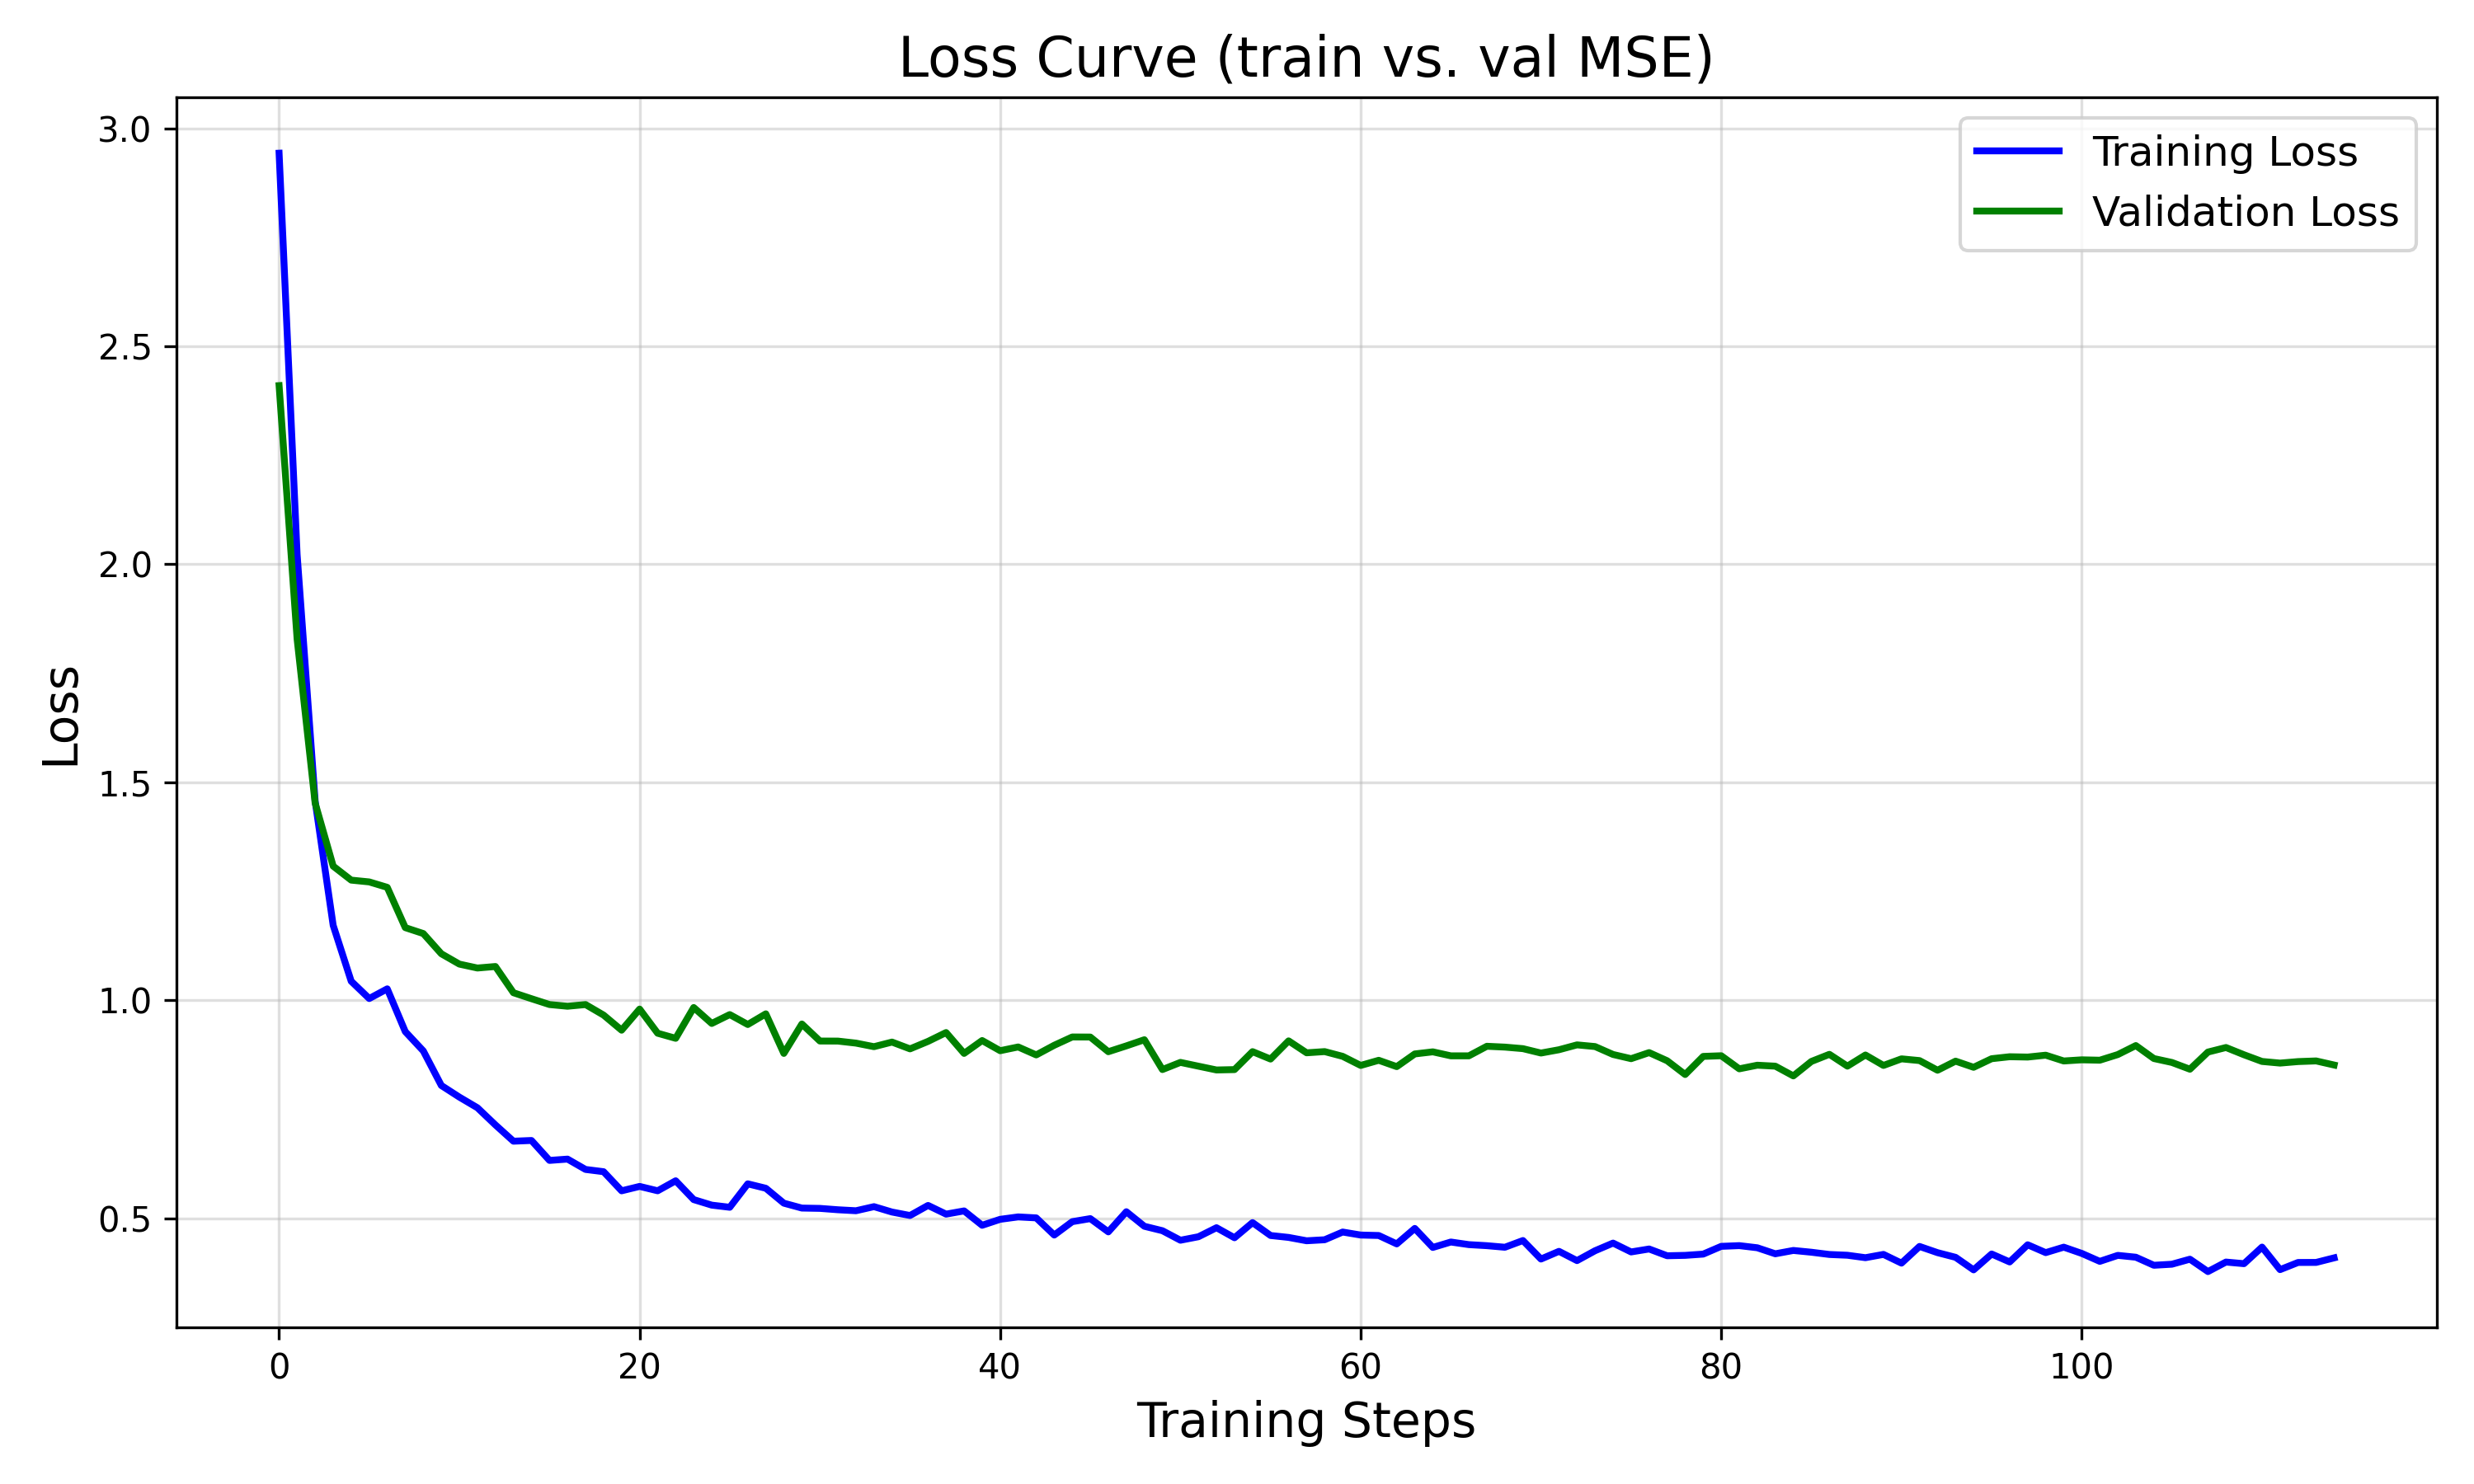 Loss Curve (train vs. val MSE)
Training Loss
Validation Loss
3.0
2.5
2.0
1.5
1.0
0.5
Loss
0 20 40 60 80 100
Training Steps